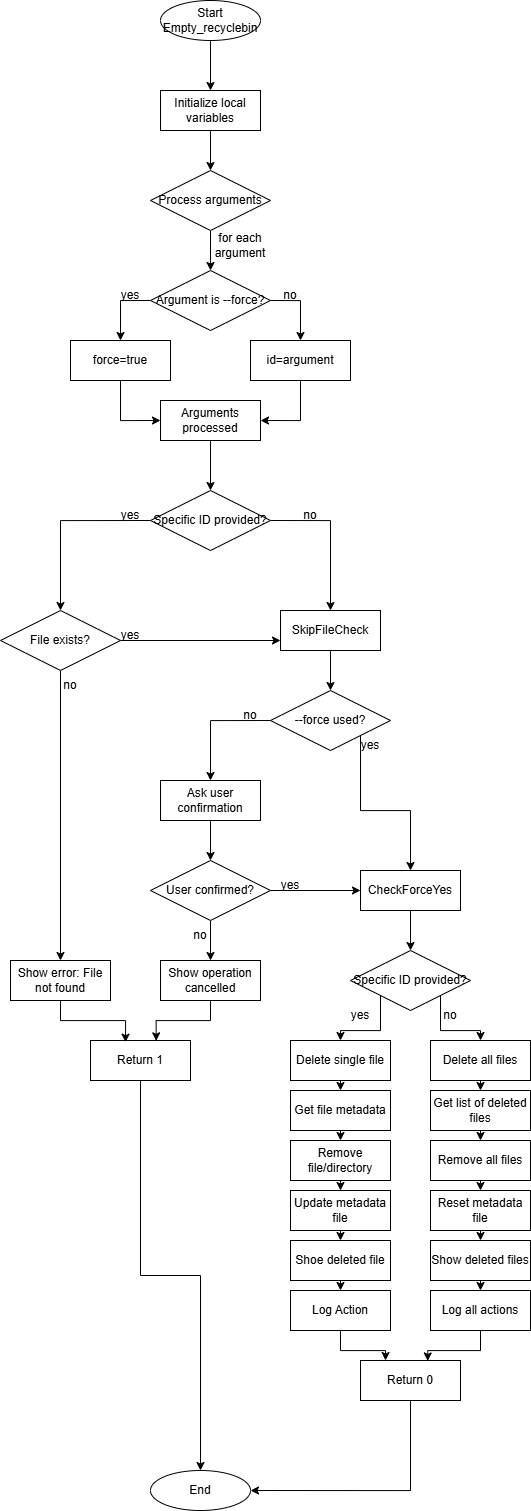 Start
Empty_recyclebin
Initialize local
variables
Process arguments
for each
argument
yes
Argument is --force?
no
force=true
id=argument
Arguments
processed
yes
Specific ID provided?
no
File exists?
yes
SkipFileCheck
no
no
--force used?
yes
Ask user
confirmation
User confirmed?
yes
CheckForceYes
no
Show error: File
not found
Show operation
cancelled
Specific ID provided?
yes
no
Return 1
Delete single file
Delete all files
Get file metadata
Get list of deleted
files
Remove
file/directory
Remove all files
Update metadata
file
Reset metadata
file
Shoe deleted file
Show deleted files
Log Action
Log all actions
Return 0
End